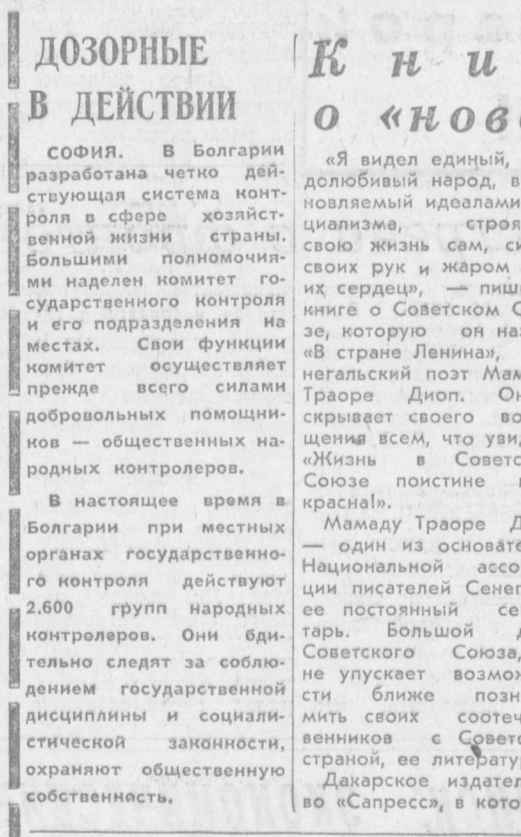 ДОЗОРНЫЕ
В ДЕЙСТВИИ
СОФИЯ. В Болгарии
разработана четко дей-
ствующая система конт-
роля в сфере хозяйст-
венной жизни страны.
Большими полномочия-
ми наделен комитет го-
сударственного контроля
и его подразделения на
местах. Свои функции
комитет осуществляет
прежде всего силами
добровольных помощни-
ков — общественных на-
родных контролеров.
В настоящее время в
Болгарии при местных
органах государственно-
го контроля действуют
2.600 групп народных
контролеров. Они бди-
тельно следят за соблю-
дением государственной
дисциплины и социали-
стической законности,
охраняют общественную
собственность.
Кни
о «нов
«Я видел единый,
долюбивый народ, в
новляемый идеалами
циализма, строя
свою жизнь сам, си
своих рук и жаром
их сердец», — пиш
книге о Советском С
зе, которую он наз
«В стране Ленина»,
негальский поэт Мам
Траоре Диоп. Он
скрывает своего во
щения всем, что уви
«Жизнь в Советс
Союзе поистине
красна!».
Мамаду Траоре Д
— один из основате
Национальной ассо
ции писателей Сенег
ее постоянный се
тарь. Большой д
Советского Союза,
не упускает возмож
сти ближе позн
мить своих соотеч
венников с Советс
страной, ее литерату
Дакарское издател
во «Сапресс», в кото